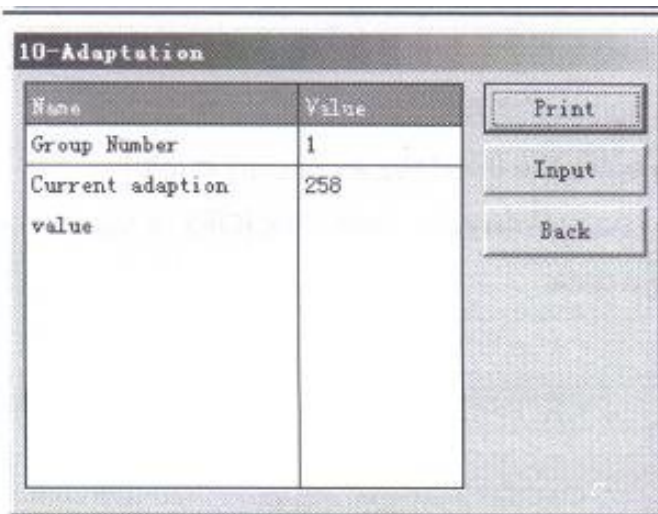 10-Adaptation
Name Value
Group Number 1
Current adaption 258
value
Print
Input
Back